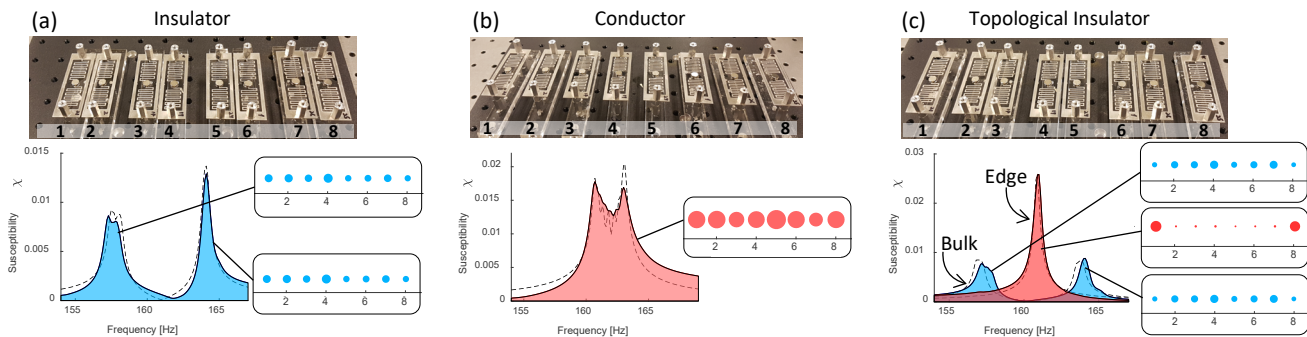 (a) Insulator
1 2 3 4 5 6 7 8
0.015
0.01
0.005
0
χ
Susceptibility
155 160 165
Frequency [Hz]
2 4 6 8
2 4 6 8
(b) Conductor
1 2 3 4 5 6 7 8
0.02
0.015
0.01
0.005
0
χ
Susceptibility
155 160 165
Frequency [Hz]
2 4 6 8
(c) Topological Insulator
1 2 3 4 5 6 7 8
0.03
0.02
0.01
0
χ
Susceptibility
Edge
Bulk
155 160 165
Frequency [Hz]
2 4 6 8
2 4 6 8
2 4 6 8